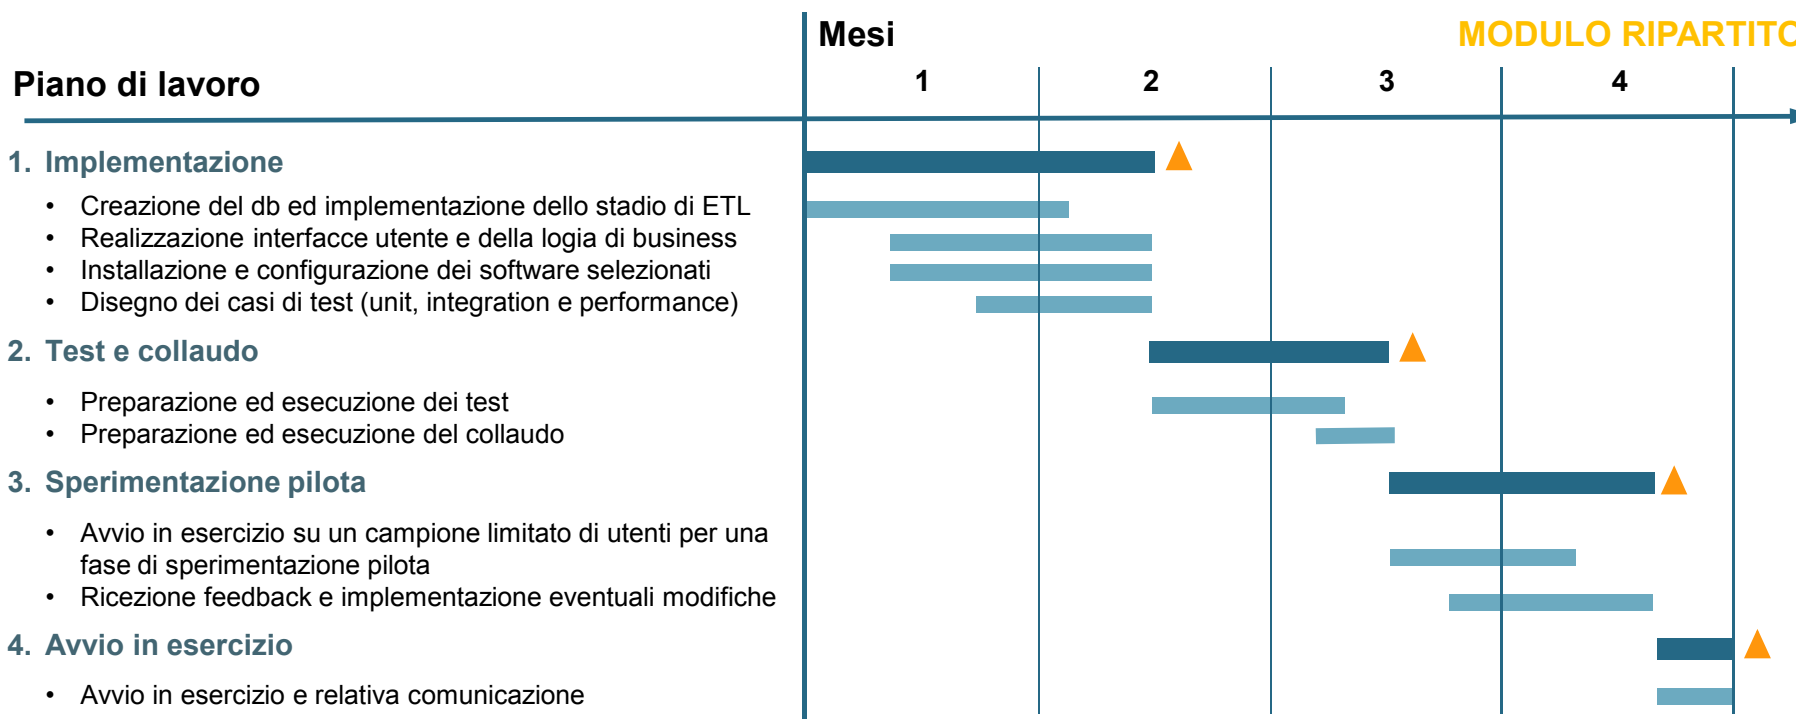 Mesi
MODULO RIPARTITO
Piano di lavoro
1 2 3 4
1. Implementazione
• Creazione del db ed implementazione dello stadio di ETL
• Realizzazione interfacce utente e della logia di business
• Installazione e configurazione dei software selezionati
• Disegno dei casi di test (unit, integration e performance)
2. Test e collaudo
• Preparazione ed esecuzione dei test
• Preparazione ed esecuzione del collaudo
3. Sperimentazione pilota
• Avvio in esercizio su un campione limitato di utenti per una
fase di sperimentazione pilota
• Ricezione feedback e implementazione eventuali modifiche
4. Avvio in esercizio
• Avvio in esercizio e relativa comunicazione